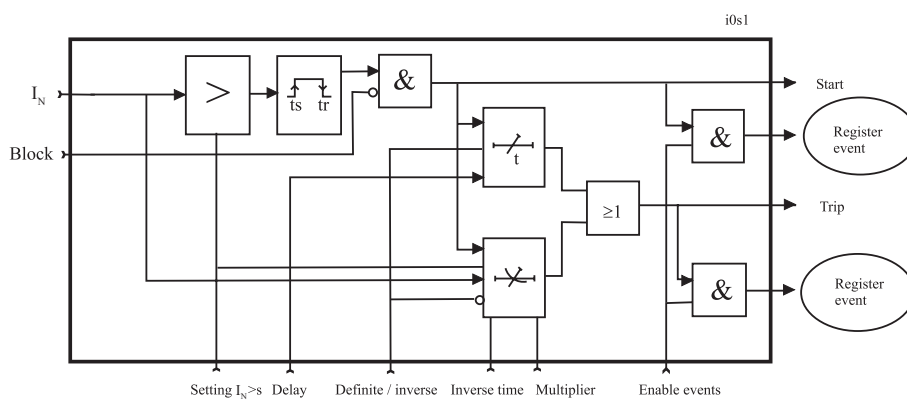 i0s1
I_N
>
ts tr
&
Start
Block
t
&
Register
event
≥1
Trip
&
Register
event
Setting I_N>s Delay Definite / inverse Inverse time Multiplier Enable events